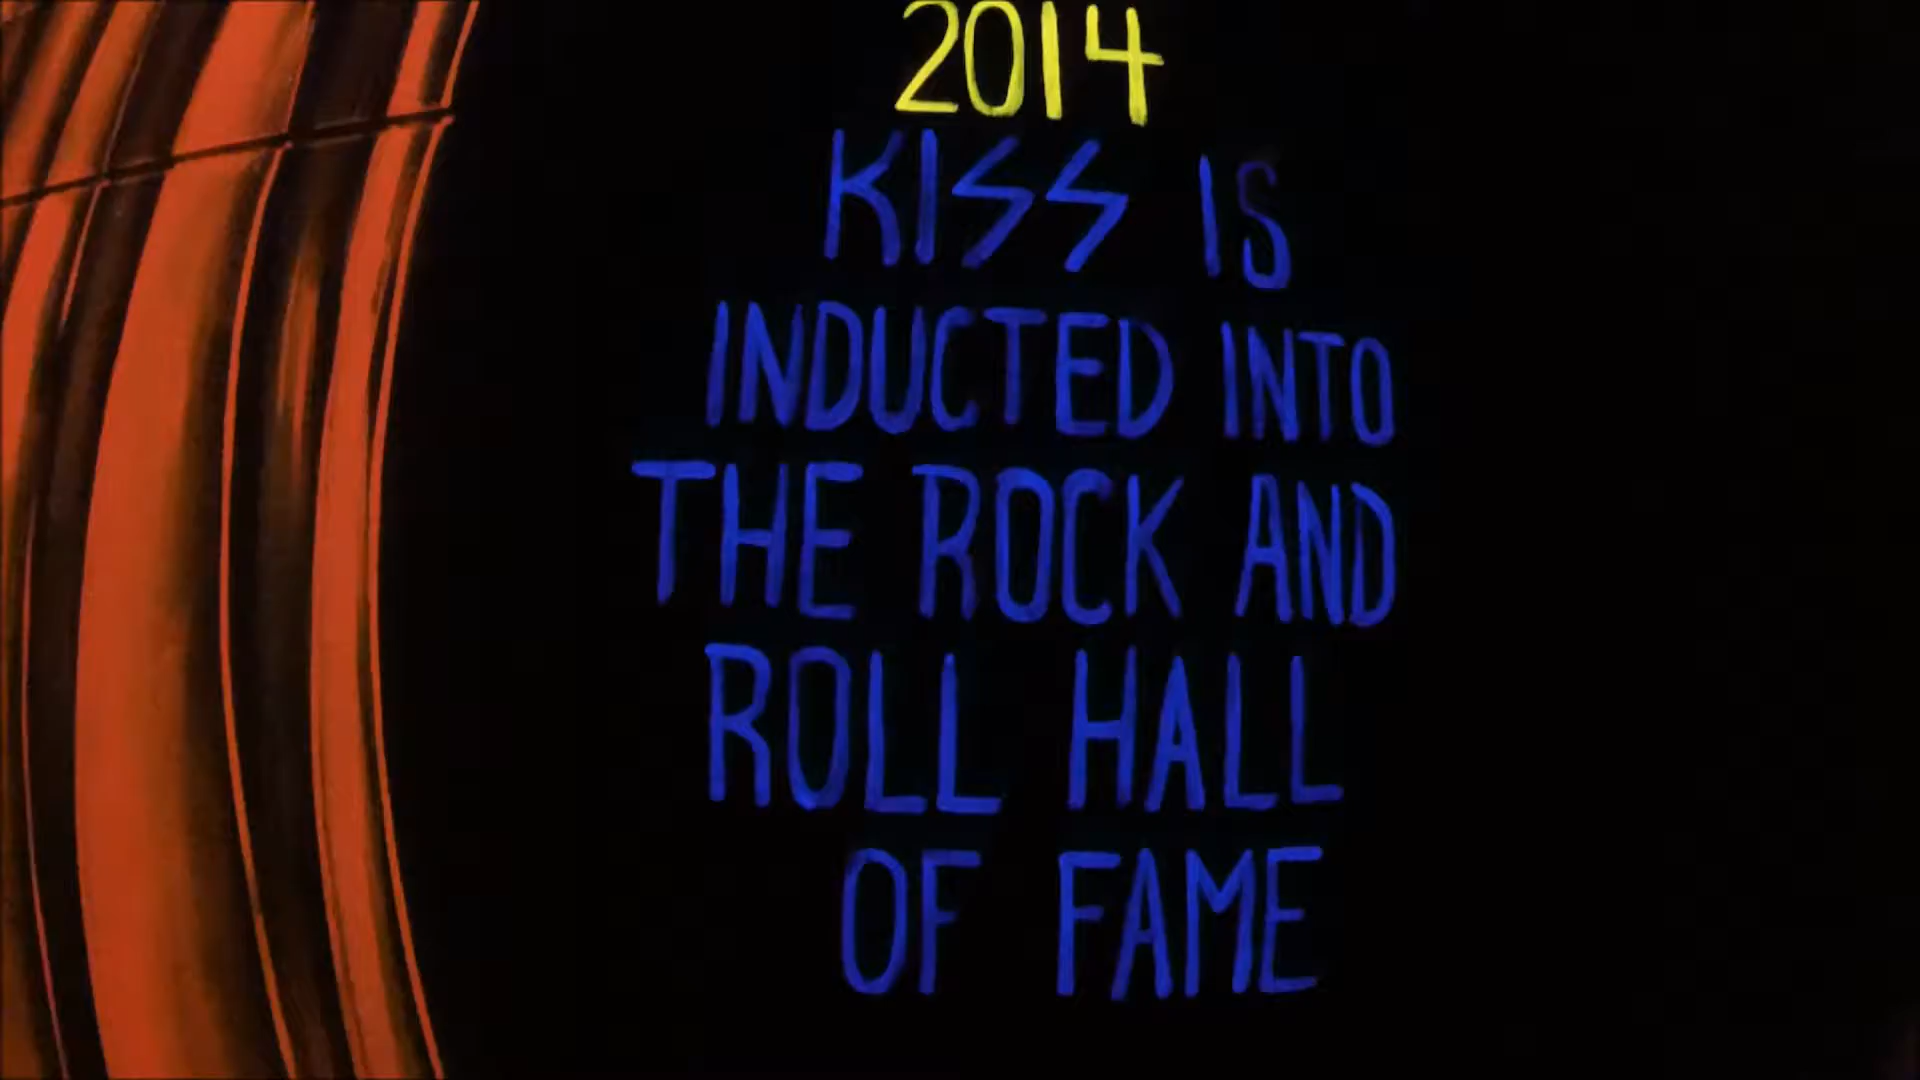 2014
KISS IS
INDUCTED INTO
THE ROCK AND
ROLL HALL
OF FAME